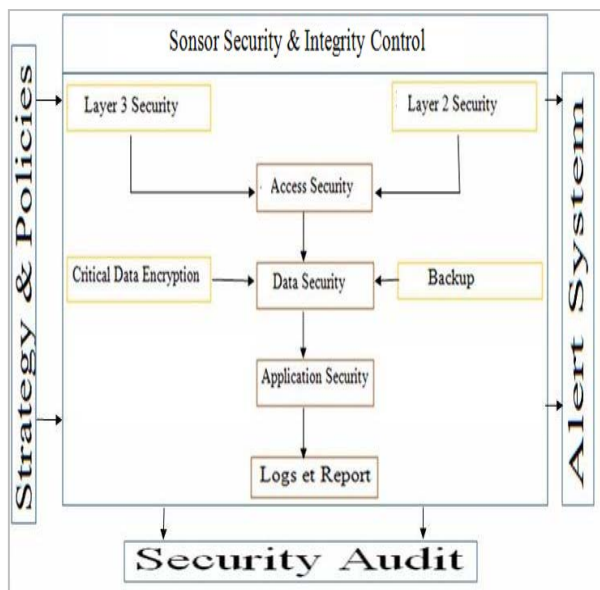 Sonsor Security & Integrity Control
Strategy & Policies
Layer 3 Security
Layer 2 Security
Alert System
Access Security
Critical Data Encryption
Data Security
Backup
Application Security
Logs et Report
Security Audit